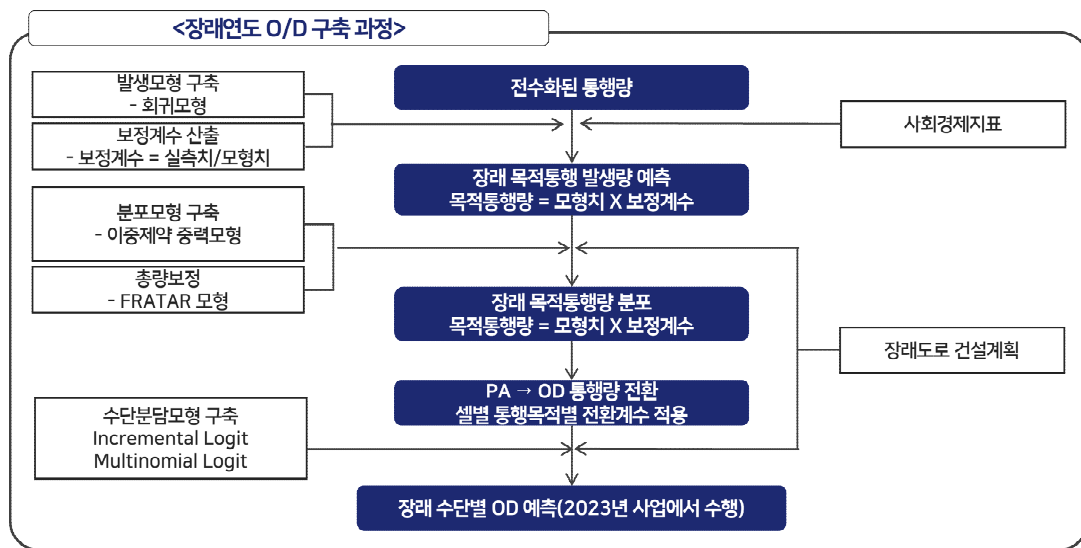 <장래연도 O/D 구축 과정>
발생모형 구축
- 회귀모형
보정계수 산출
- 보정계수 = 실측치/모형치
분포모형 구축
- 이중제약 중력모형
총량보정
- FRATAR 모형
수단분담모형 구축
Incremental Logit
Multinomial Logit
전수화된 통행량
장래 목적통행 발생량 예측
목적통행량 = 모형치 X 보정계수
장래 목적통행량 분포
목적통행량 = 모형치 X 보정계수
PA → OD 통행량 전환
셀별 통행목적별 전환계수 적용
장래 수단별 OD 예측(2023년 사업에서 수행)
사회경제지표
장래도로 건설계획